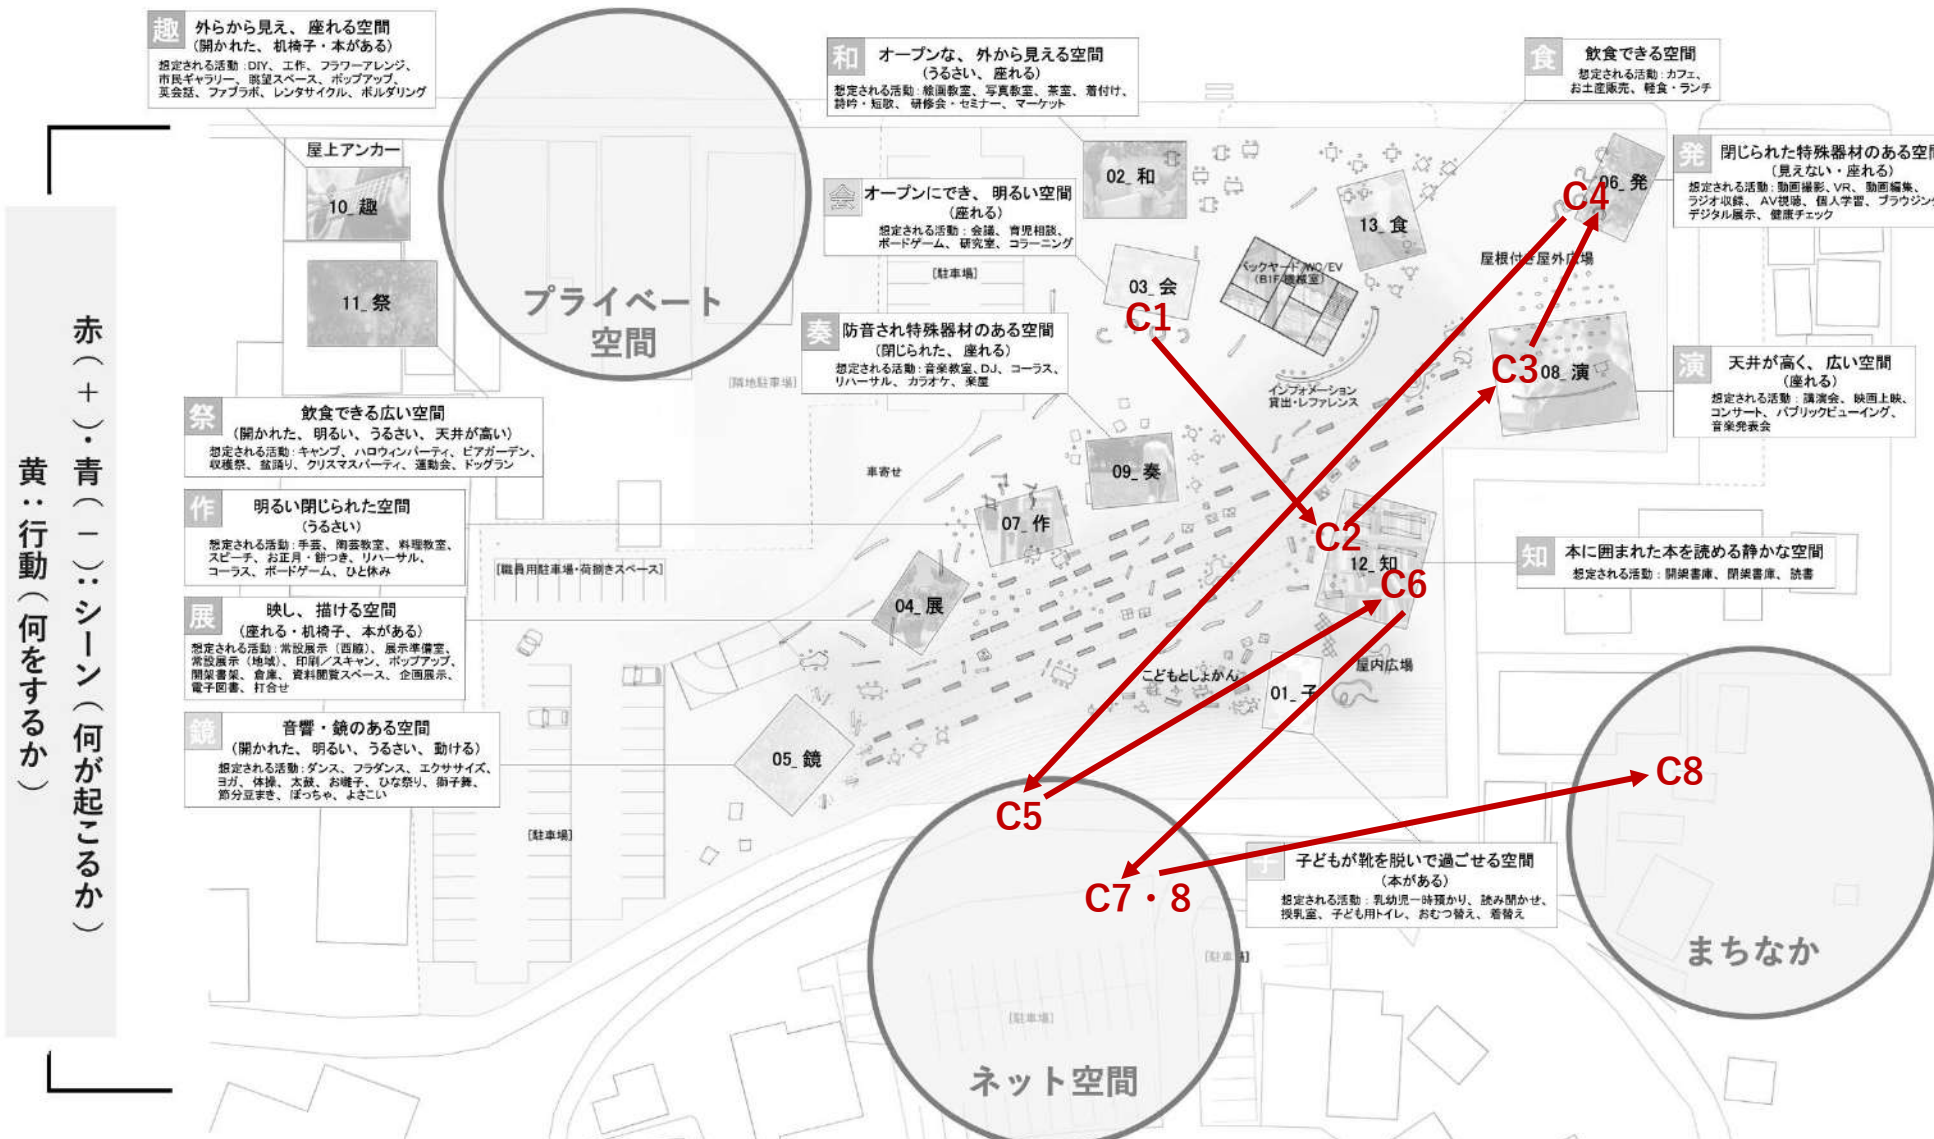 趣
外らから見え、座れる空間
(開かれた、机椅子・本がある)
想定される活動：DIY、工作、フラワーアレンジ、
市民ギャラリー、眺望スペース、ポップアップ、
英会話、ファブラボ、レンタサイクル、ボルダリング
和
オープンな、外から見える空間
(うるさい、座れる)
想定される活動：絵画教室、写真教室、茶室、着付け、
詩吟・短歌、研修会・セミナー、マーケット
食
飲食できる空間
想定される活動：カフェ、
お土産販売、軽食・ランチ
発
閉じられた特殊器材のある空間
(見えない・座れる)
想定される活動：動画撮影、VR、動画編集、
ラジオ収録、AV視聴、個人学習、ブラウジング
デジタル展示、健康チェック
会
オープンにでき、明るい空間
(座れる)
想定される活動：会議、育児相談、
ボードゲーム、研究室、コラーニング
奏
防音され特殊器材のある空間
(閉じられた、座れる)
想定される活動：音楽教室、DJ、コーラス、
リハーサル、カラオケ、楽屋
演
天井が高く、広い空間
(座れる)
想定される活動：講演会、映画上映、
コンサート、パブリックビューイング、
音楽発表会
祭
飲食できる広い空間
(開かれた、明るい、うるさい、天井が高い)
想定される活動：キャンプ、ハロウィンパーティ、ビアガーデン、
収穫祭、盆踊り、クリスマスパーティ、運動会、ドッグラン
作
明るい閉じられた空間
(うるさい)
想定される活動：手芸、陶芸教室、料理教室、
スピーチ、お正月・餅つき、リハーサル、
コーラス、ボードゲーム、ひと休み
知
本に囲まれた本を読める静かな空間
想定される活動：開架書庫、閉架書庫、読書
展
映し、描ける空間
(座れる・机椅子、本がある)
想定される活動：常設展示（西脇）、展示準備室、
常設展示（地域）、印刷／スキャン、ポップアップ、
開架書架、倉庫、資料閲覧スペース、企画展示、
電子図書、打合せ
鏡
音響・鏡のある空間
(開かれた、明るい、うるさい、動ける)
想定される活動：ダンス、フラダンス、エクササイズ、
ヨガ、体操、太鼓、お囃子、ひな祭り、獅子舞、
節分豆まき、ぼっちゃ、よさこい
子
子どもが靴を脱いで過ごせる空間
(本がある)
想定される活動：乳幼児一時預かり、読み聞かせ、
授乳室、子ども用トイレ、おむつ替え、着替え
赤（＋）・青（－）：シーン（何が起こるか）
黄：行動（何をするか）
屋上アンカー
10_趣
11_祭
プライベート
空間
02_和
03_会
13_食
06_発
08_演
09_奏
07_作
04_展
05_鏡
12_知
01_子
[駐車場]
[隣地駐車場]
車寄せ
[職員用駐車場・荷捌きスペース]
[駐車場]
バックヤード/WC/EV
(B1F 機械室)
インフォメーション
貸出・レファレンス
屋根付き屋外広場
こどもとしょかん
屋内広場
C1
C2
C3
C4
C5
C6
C7・8
C8
[駐車場]
[駐車場]
ネット空間
まちなか